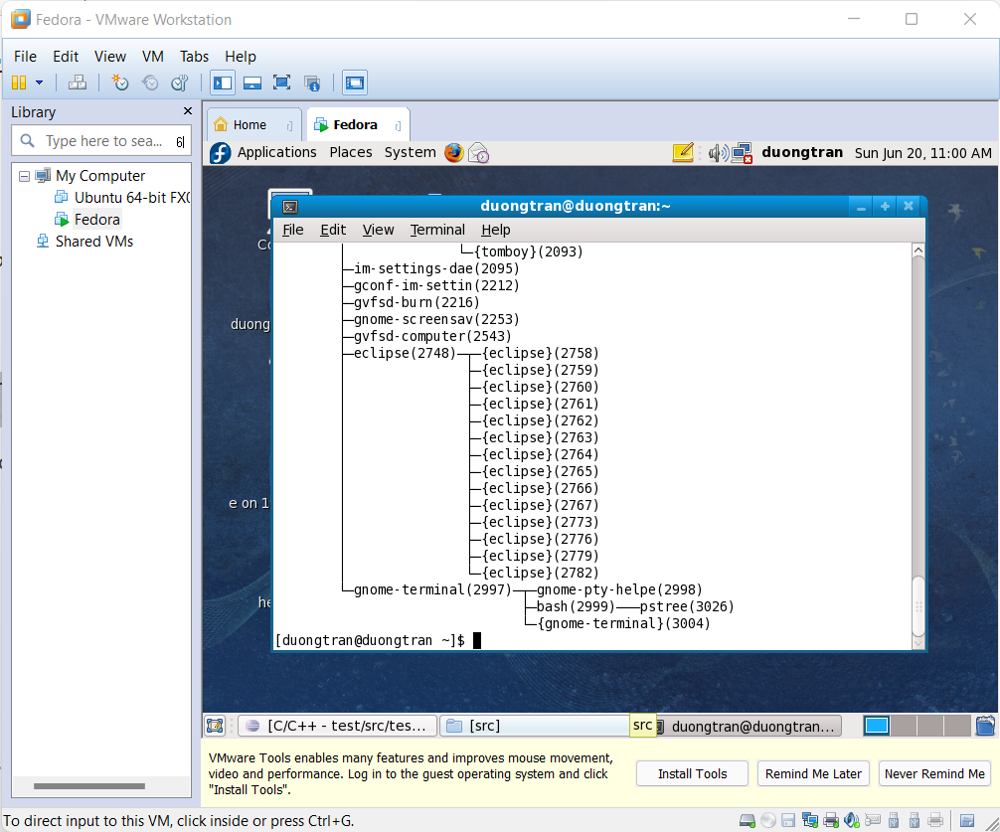 Fedora - VMware Workstation
File Edit View VM Tabs Help
Library
Type here to sea...
My Computer
Ubuntu 64-bit FX
Fedora
Shared VMs
Home
Fedora
Applications Places System
duongtran Sun Jun 20, 11:00 AM
duong
e on 1
he
duongtran@duongtran:~
File Edit View Terminal Help
└─{tomboy}(2093)
├─im-settings-dae(2095)
├─gconf-im-settin(2212)
├─gvfsd-burn(2216)
├─gnome-screensav(2253)
├─gvfsd-computer(2543)
├─eclipse(2748)─┬─{eclipse}(2758)
├─{eclipse}(2759)
├─{eclipse}(2760)
├─{eclipse}(2761)
├─{eclipse}(2762)
├─{eclipse}(2763)
├─{eclipse}(2764)
├─{eclipse}(2765)
├─{eclipse}(2766)
├─{eclipse}(2767)
├─{eclipse}(2773)
├─{eclipse}(2776)
├─{eclipse}(2779)
└─{eclipse}(2782)
└─gnome-terminal(2997)─┬─gnome-pty-helpe(2998)
├─bash(2999)───pstree(3026)
└─{gnome-terminal}(3004)
[duongtran@duongtran ~]$
[C/C++ - test/src/tes...
[src]
src
duongtran@duongtran...
VMware Tools enables many features and improves mouse movement,
video and performance. Log in to the guest operating system and click
"Install Tools".
Install Tools
Remind Me Later
Never Remind Me
To direct input to this VM, click inside or press Ctrl+G.